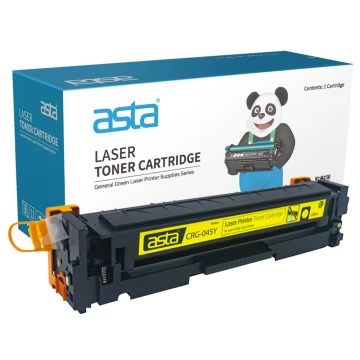 asta
Contents: 1 Cartridge
LASER
TONER CARTRIDGE
General Green Laser Printer Supplies Series
asta
CRG-045Y
Laser Printer Toner Cartridge